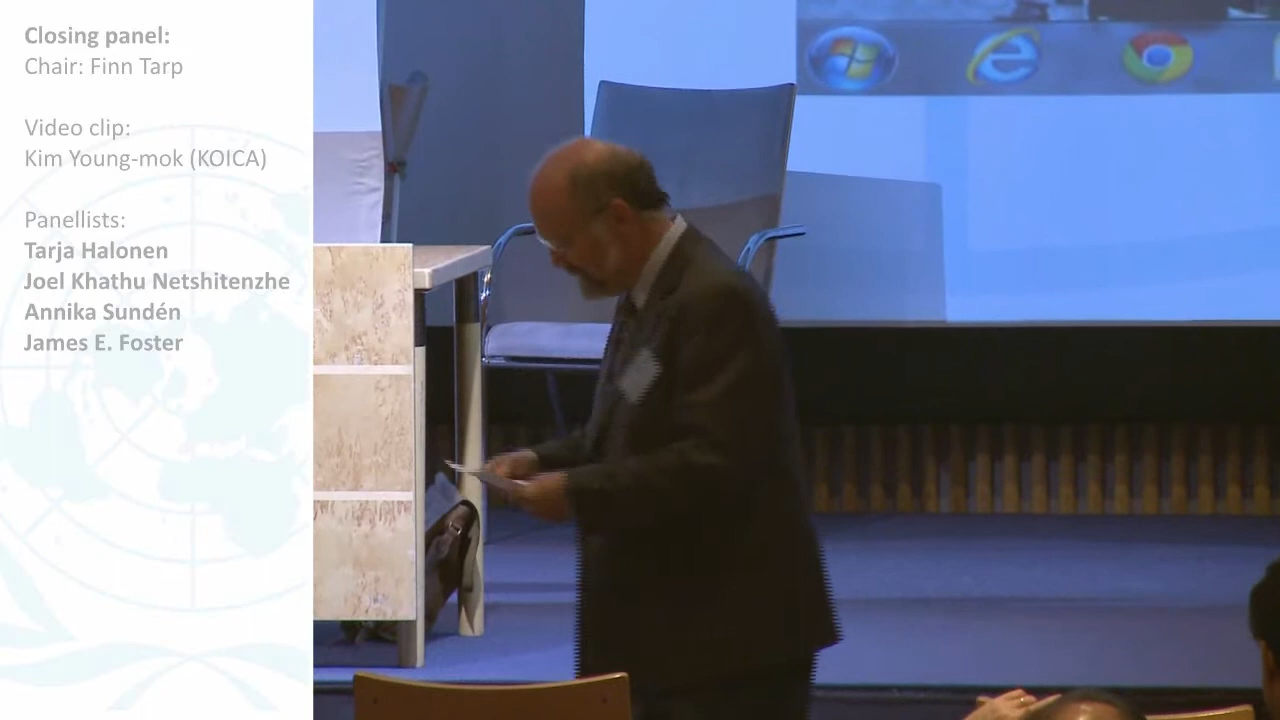 Closing panel:
Chair: Finn Tarp
Video clip:
Kim Young-mok (KOICA)
Panellists:
Tarja Halonen
Joel Khathu Netshitenzhe
Annika Sundén
James E. Foster